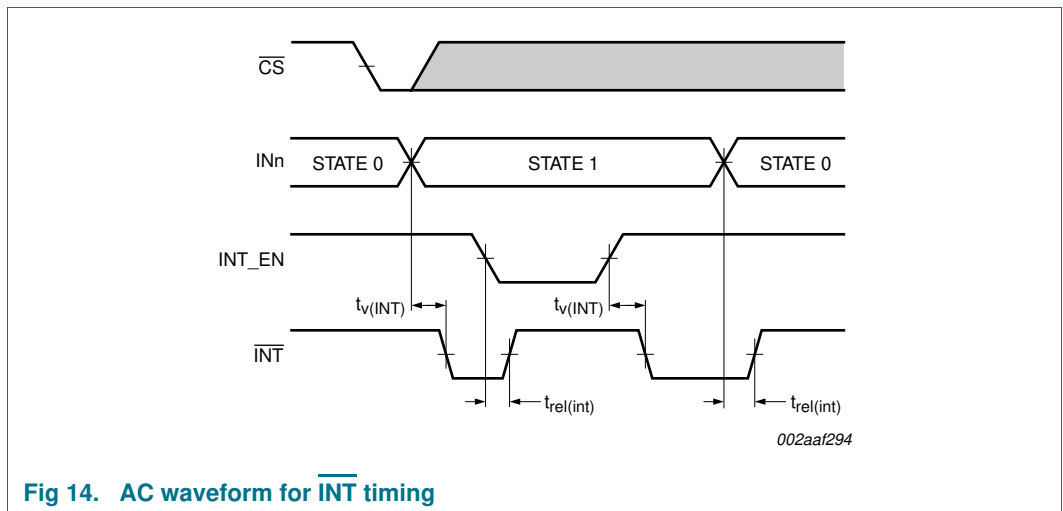 CS
INn STATE 0 STATE 1 STATE 0
INT_EN
tv(INT) tv(INT)
INT
trel(int) trel(int)
002aaf294
Fig 14. AC waveform for INT timing